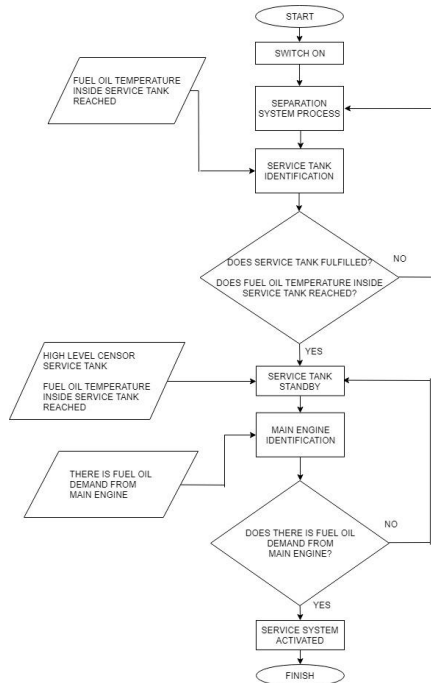 START
SWITCH ON
FUEL OIL TEMPERATURE
INSIDE SERVICE TANK
REACHED
SEPARATION
SYSTEM PROCESS
SERVICE TANK
IDENTIFICATION
DOES SERVICE TANK FULFILLED?
DOES FUEL OIL TEMPERATURE INSIDE
SERVICE TANK REACHED?
NO
YES
HIGH LEVEL CENSOR
SERVICE TANK
FUEL OIL TEMPERATURE
INSIDE SERVICE TANK
REACHED
SERVICE TANK
STANDBY
MAIN ENGINE
IDENTIFICATION
THERE IS FUEL OIL
DEMAND FROM
MAIN ENGINE
DOES THERE IS FUEL OIL
DEMAND FROM
MAIN ENGINE?
NO
YES
SERVICE SYSTEM
ACTIVATED
FINISH